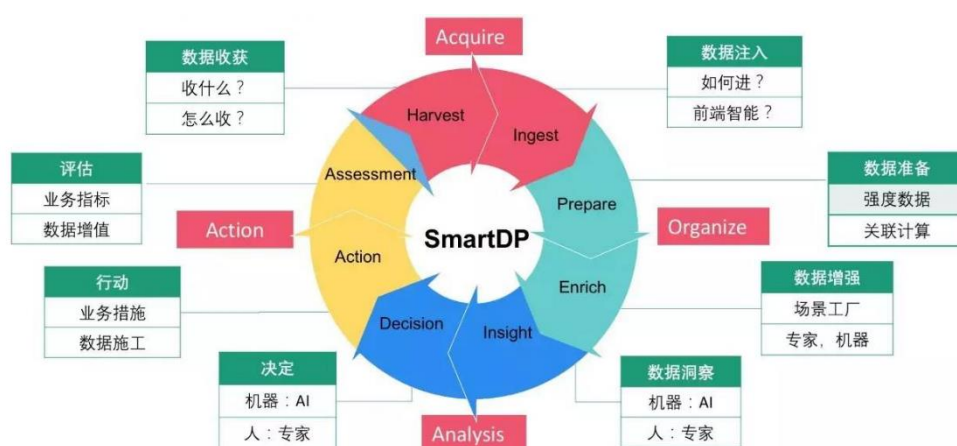 Acquire
数据收获
收什么？
怎么收？
数据注入
如何进？
前端智能？
Harvest
Ingest
评估
业务指标
数据增值
Assessment
Prepare
数据准备
强度数据
关联计算
Action
SmartDP
Organize
行动
业务措施
数据施工
Action
Enrich
数据增强
场景工厂
专家，机器
Decision
Insight
决定
机器：AI
人：专家
Analysis
数据洞察
机器：AI
人：专家